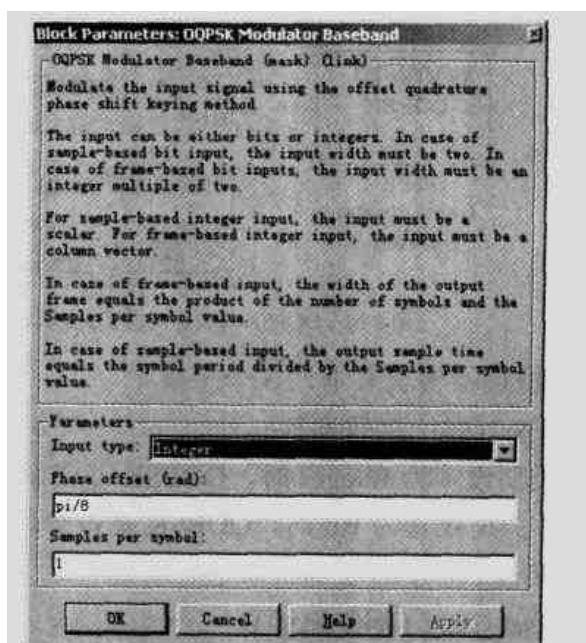 Block Parameters: OQPSK Modulator Baseband
OQPSK Modulator Baseband (mask) (link)
Modulate the input signal using the offset quadrature
phase shift keying method
The input can be either bits or integers. In case of
sample-based bit input, the input width must be two. In
case of frame-based bit inputs, the input width must be an
integer multiple of two.
For sample-based integer input, the input must be a
scalar. For frame-based integer input, the input must be a
column vector.
In case of frame-based input, the width of the output
frame equals the product of the number of symbols and the
Samples per symbol value.
In case of sample-based input, the output sample time
equals the symbol period divided by the Samples per symbol
value.
Parameters
Input type: Integer
Phase offset (rad):
pi/8
Samples per symbol:
1
OK Cancel Help Apply